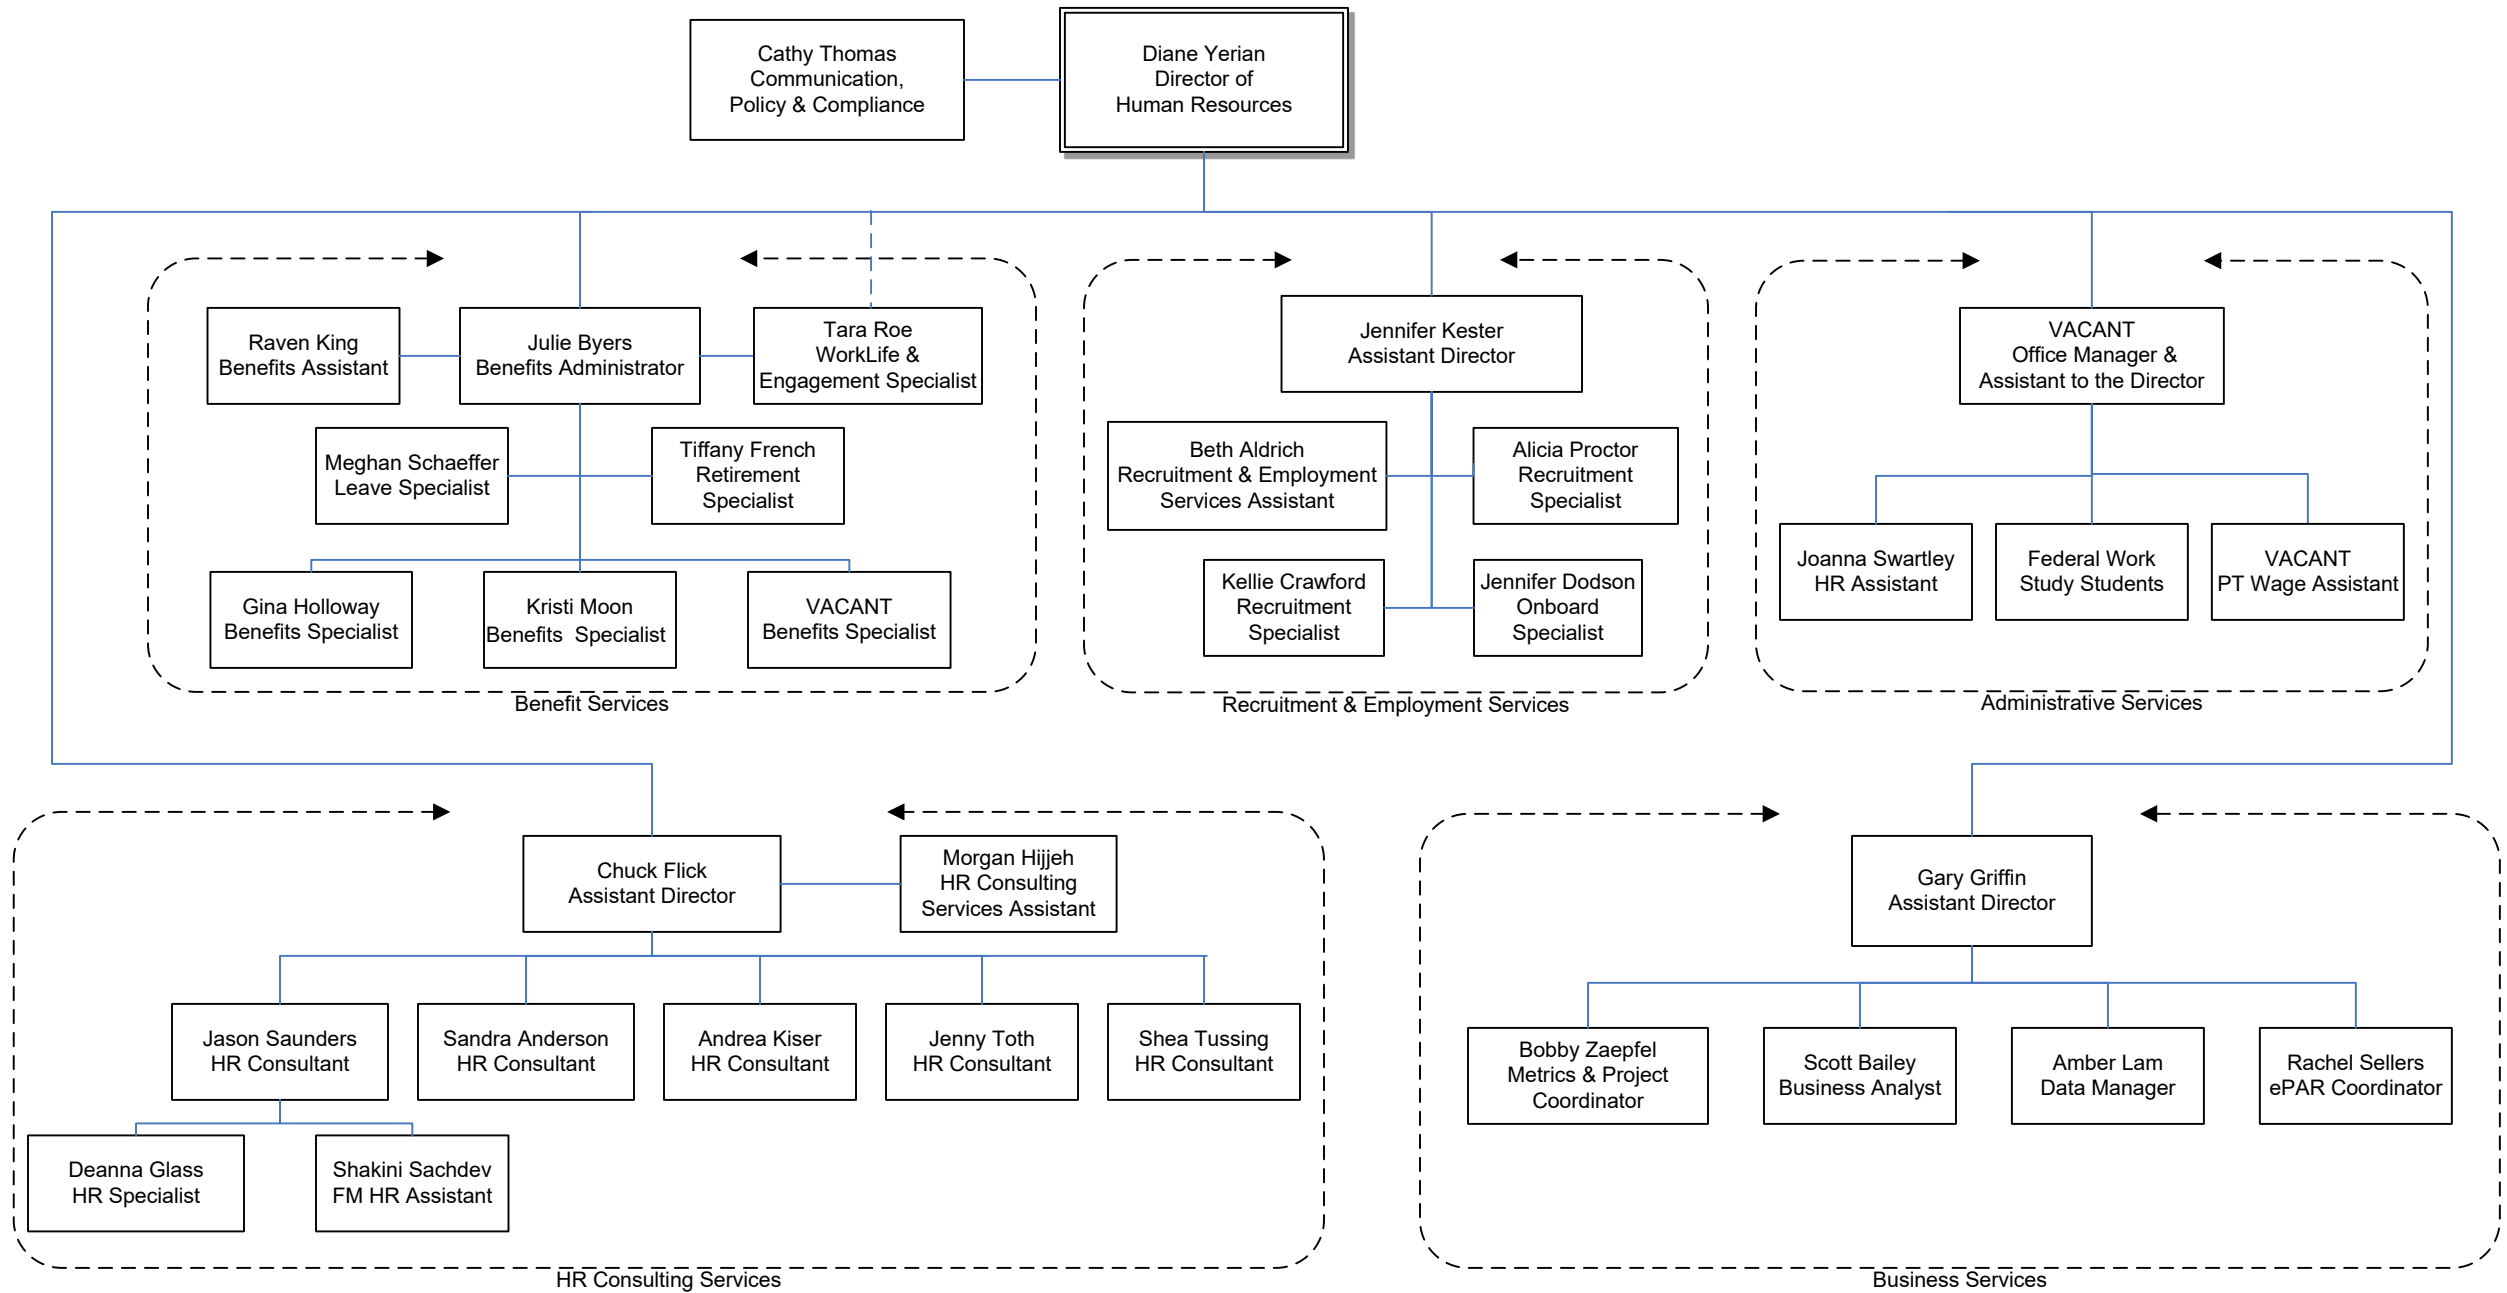 Cathy Thomas
Communication,
Policy & Compliance
Diane Yerian
Director of
Human Resources
Raven King
Benefits Assistant
Julie Byers
Benefits Administrator
Tara Roe
WorkLife &
Engagement Specialist
Meghan Schaeffer
Leave Specialist
Tiffany French
Retirement
Specialist
Gina Holloway
Benefits Specialist
Kristi Moon
Benefits  Specialist
VACANT
Benefits Specialist
Benefit Services
Jennifer Kester
Assistant Director
Beth Aldrich
Recruitment & Employment
Services Assistant
Alicia Proctor
Recruitment
Specialist
Kellie Crawford
Recruitment
Specialist
Jennifer Dodson
Onboard
Specialist
Recruitment & Employment Services
VACANT
Office Manager &
Assistant to the Director
Joanna Swartley
HR Assistant
Federal Work
Study Students
VACANT
PT Wage Assistant
Administrative Services
Chuck Flick
Assistant Director
Morgan Hijjeh
HR Consulting
Services Assistant
Jason Saunders
HR Consultant
Sandra Anderson
HR Consultant
Andrea Kiser
HR Consultant
Jenny Toth
HR Consultant
Shea Tussing
HR Consultant
Deanna Glass
HR Specialist
Shakini Sachdev
FM HR Assistant
HR Consulting Services
Gary Griffin
Assistant Director
Bobby Zaepfel
Metrics & Project
Coordinator
Scott Bailey
Business Analyst
Amber Lam
Data Manager
Rachel Sellers
ePAR Coordinator
Business Services